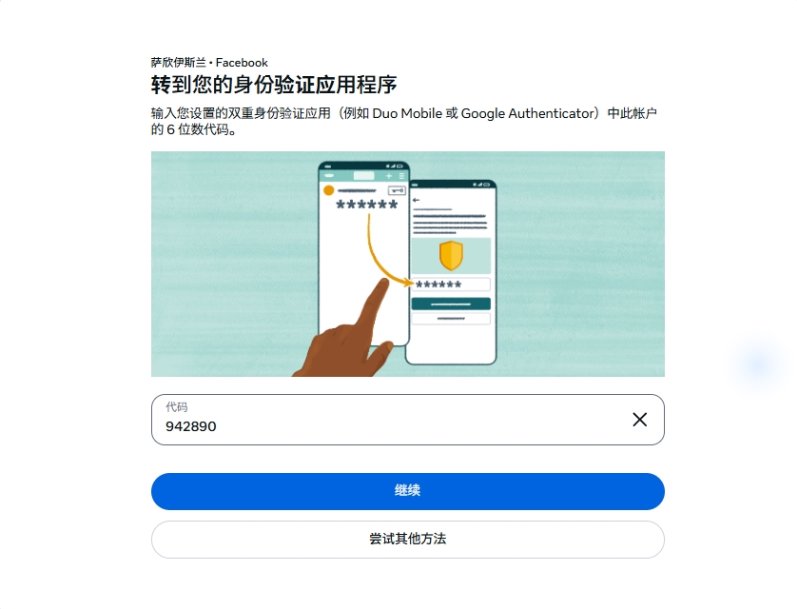 萨欣伊斯兰 • Facebook
转到您的身份验证应用程序
输入您设置的双重身份验证应用（例如 Duo Mobile 或 Google Authenticator）中此帐户
的 6 位数代码。
******
******
代码
942890
继续
尝试其他方法